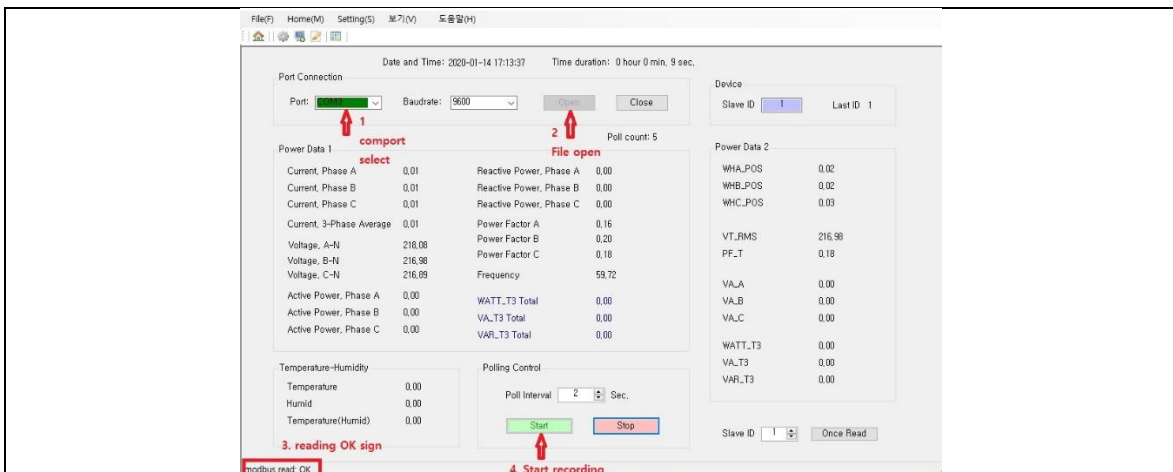 File(F) Home(M) Setting(S) 보기(V) 도움말(H)
Date and Time: 2020-01-14 17:13:37 Time duration: 0 hour 0 min, 9 sec,
Port Connection
Port: COM3 Baudrate: 9600 Open Close
1
comport
select
2
File open
Poll count: 5
Device
Slave ID 1 Last ID 1
Power Data 1
Current, Phase A 0,01 Reactive Power, Phase A 0,00
Current, Phase B 0,01 Reactive Power, Phase B 0,00
Current, Phase C 0,01 Reactive Power, Phase C 0,00
Current, 3-Phase Average 0,01 Power Factor A 0,16
Power Factor B 0,20
Voltage, A-N 218,08 Power Factor C 0,18
Voltage, B-N 216,98
Voltage, C-N 216,89 Frequency 59,72
Active Power, Phase A 0,00 WATT_T3 Total 0,00
Active Power, Phase B 0,00 VA_T3 Total 0,00
Active Power, Phase C 0,00 VAR_T3 Total 0,00
Power Data 2
WHA_POS 0,02
WHB_POS 0,02
WHC_POS 0,03
VT_RMS 216,98
PF_T 0,18
VA_A 0,00
VA_B 0,00
VA_C 0,00
WATT_T3 0,00
VA_T3 0,00
VAR_T3 0,00
Temperature-Humidity
Temperature 0,00
Humid 0,00
Temperature(Humid) 0,00
3. reading OK sign
Polling Control
Poll Interval 2 Sec,
Start Stop
4. Start recording
Slave ID 1 Once Read
modbus read: OK